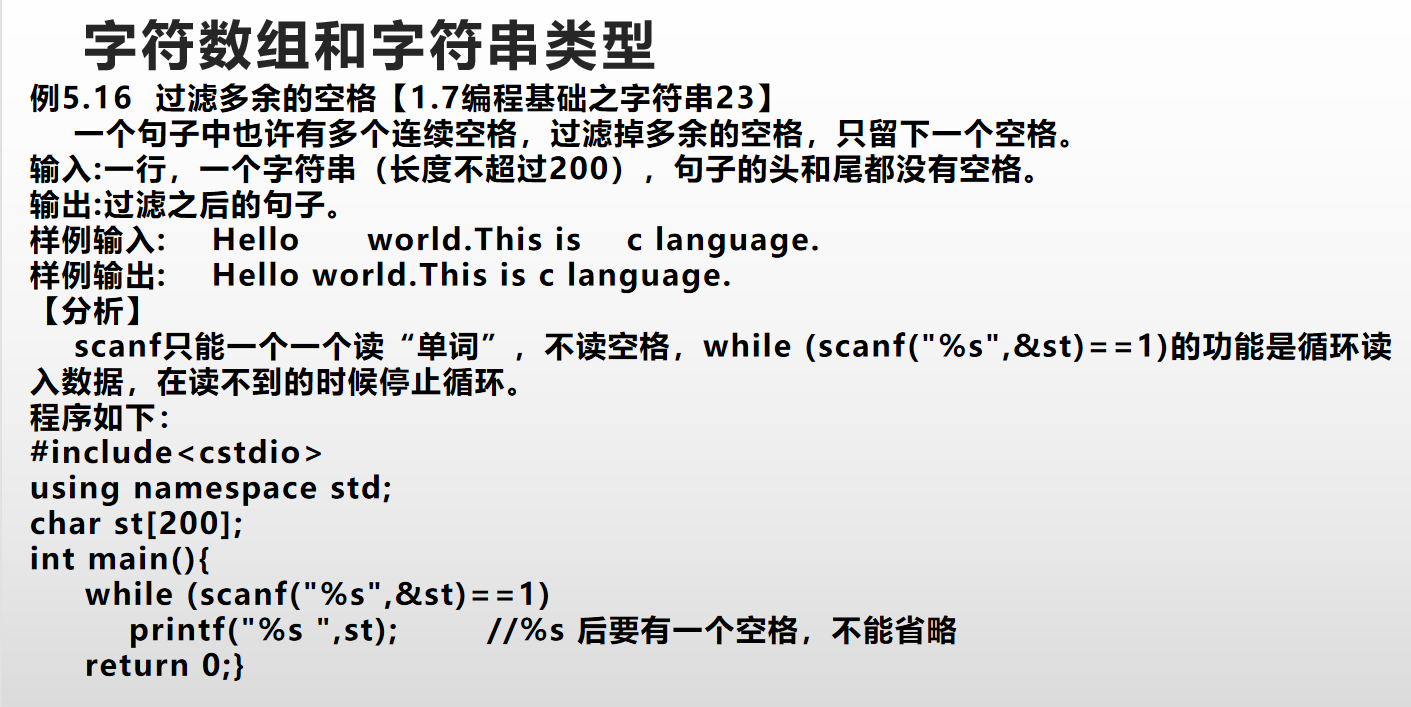 字符数组和字符串类型
例5.16 过滤多余的空格【1.7编程基础之字符串23】
一个句子中也许有多个连续空格，过滤掉多余的空格，只留下一个空格。
输入:一行，一个字符串（长度不超过200），句子的头和尾都没有空格。
输出:过滤之后的句子。
样例输入:    Hello      world.This is    c language.
样例输出:    Hello world.This is c language.
【分析】
scanf只能一个一个读“单词”，不读空格，while (scanf("%s",&st)==1)的功能是循环读
入数据，在读不到的时候停止循环。
程序如下：
#include<cstdio>
using namespace std;
char st[200];
int main(){
    while (scanf("%s",&st)==1)
        printf("%s ",st);        //%s 后要有一个空格，不能省略
    return 0;}